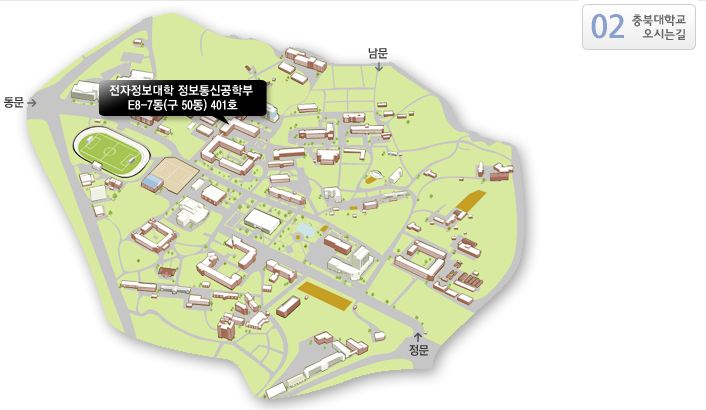 02 충북대학교
오시는길
남문
동문
전자정보대학 정보통신공학부
E8-7동(구 50동) 401호
정문